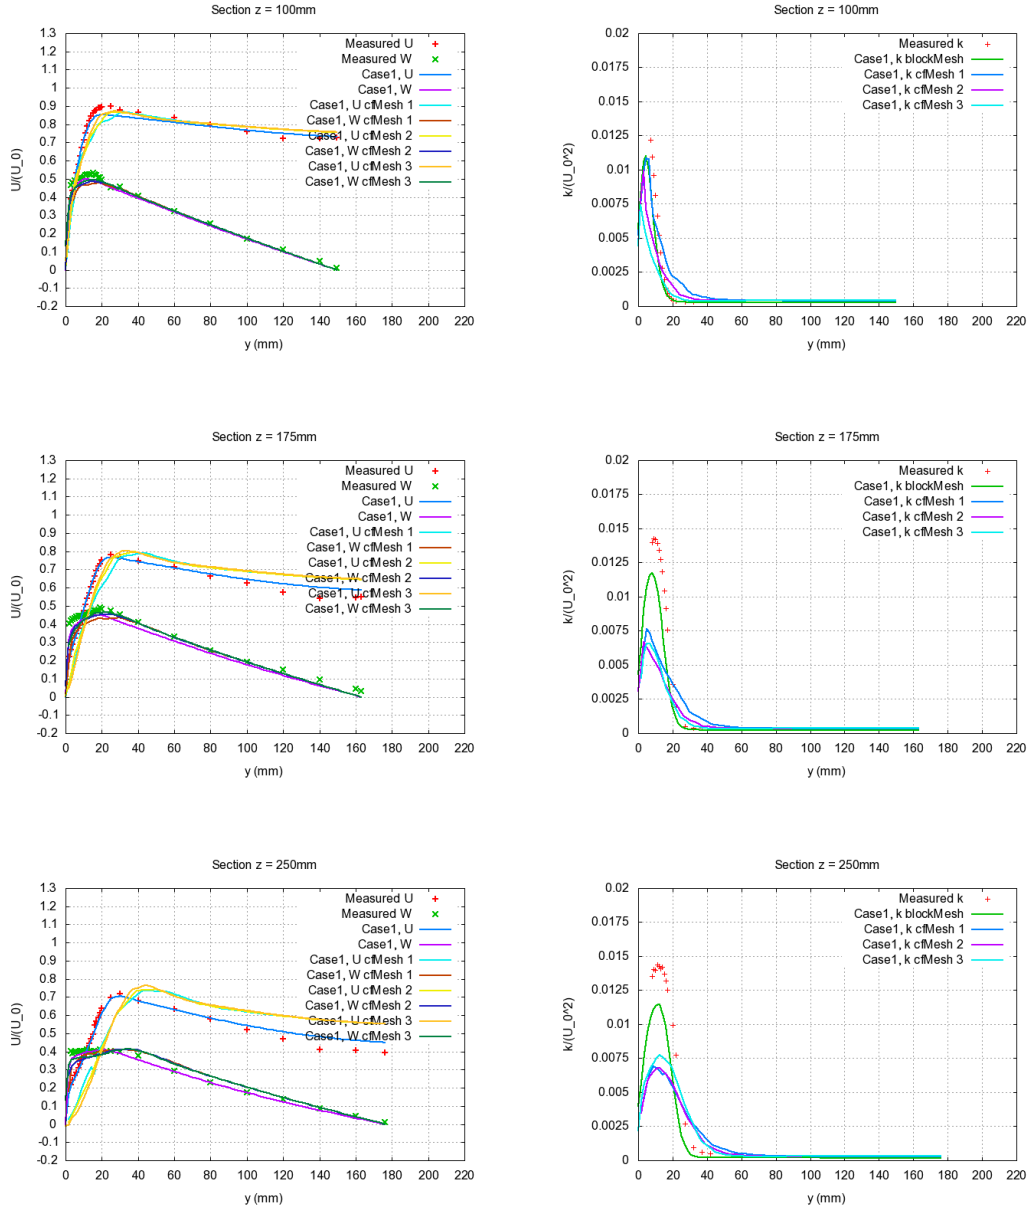 Section z = 100mm
U/(U_0)
1.3
1.2
1.1
1
0.9
0.8
0.7
0.6
0.5
0.4
0.3
0.2
0.1
0
-0.1
-0.2
Measured U
Measured W
Case1, U
Case1, W
Case1, U cfMesh 1
Case1, W cfMesh 1
Case1, U cfMesh 2
Case1, W cfMesh 2
Case1, U cfMesh 3
Case1, W cfMesh 3
0 20 40 60 80 100 120 140 160 180 200 220
y (mm)
Section z = 100mm
k/(U_0^2)
0.02
0.0175
0.015
0.0125
0.01
0.0075
0.005
0.0025
0
Measured k
Case1, k blockMesh
Case1, k cfMesh 1
Case1, k cfMesh 2
Case1, k cfMesh 3
0 20 40 60 80 100 120 140 160 180 200 220
y (mm)
Section z = 175mm
U/(U_0)
1.3
1.2
1.1
1
0.9
0.8
0.7
0.6
0.5
0.4
0.3
0.2
0.1
0
-0.1
-0.2
Measured U
Measured W
Case1, U
Case1, W
Case1, U cfMesh 1
Case1, W cfMesh 1
Case1, U cfMesh 2
Case1, W cfMesh 2
Case1, U cfMesh 3
Case1, W cfMesh 3
0 20 40 60 80 100 120 140 160 180 200 220
y (mm)
Section z = 175mm
k/(U_0^2)
0.02
0.0175
0.015
0.0125
0.01
0.0075
0.005
0.0025
0
Measured k
Case1, k blockMesh
Case1, k cfMesh 1
Case1, k cfMesh 2
Case1, k cfMesh 3
0 20 40 60 80 100 120 140 160 180 200 220
y (mm)
Section z = 250mm
U/(U_0)
1.3
1.2
1.1
1
0.9
0.8
0.7
0.6
0.5
0.4
0.3
0.2
0.1
0
-0.1
-0.2
Measured U
Measured W
Case1, U
Case1, W
Case1, U cfMesh 1
Case1, W cfMesh 1
Case1, U cfMesh 2
Case1, W cfMesh 2
Case1, U cfMesh 3
Case1, W cfMesh 3
0 20 40 60 80 100 120 140 160 180 200 220
y (mm)
Section z = 250mm
k/(U_0^2)
0.02
0.0175
0.015
0.0125
0.01
0.0075
0.005
0.0025
0
Measured k
Case1, k blockMesh
Case1, k cfMesh 1
Case1, k cfMesh 2
Case1, k cfMesh 3
0 20 40 60 80 100 120 140 160 180 200 220
y (mm)